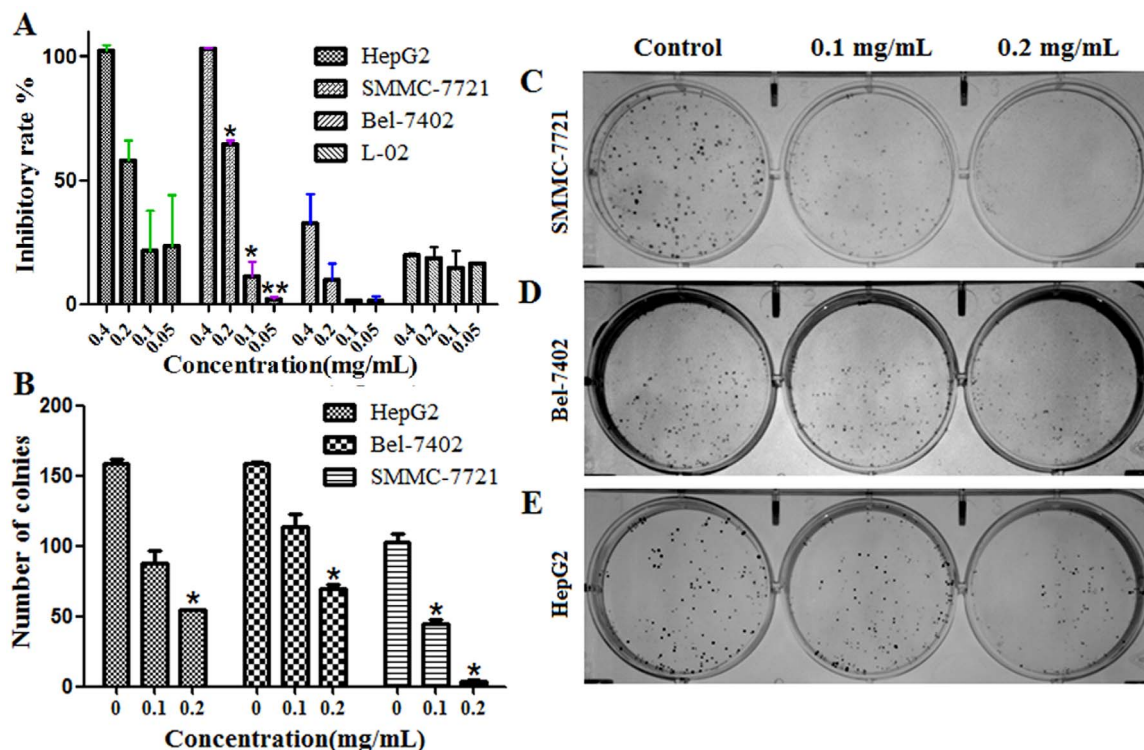 A
Inhibitory rate %
100
50
0
HepG2
SMMC-7721
Bel-7402
L-02
*
*
**
0.4 0.2 0.1 0.05 0.4 0.2 0.1 0.05 0.4 0.2 0.1 0.05 0.4 0.2 0.1 0.05
Concentration(mg/mL)
B
Number of colnies
200
150
100
50
0
HepG2
Bel-7402
SMMC-7721
*
*
*
*
0 0.1 0.2 0 0.1 0.2 0 0.1 0.2
Concentration(mg/mL)
Control 0.1 mg/mL 0.2 mg/mL
C
SMMC-7721
D
Bel-7402
E
HepG2